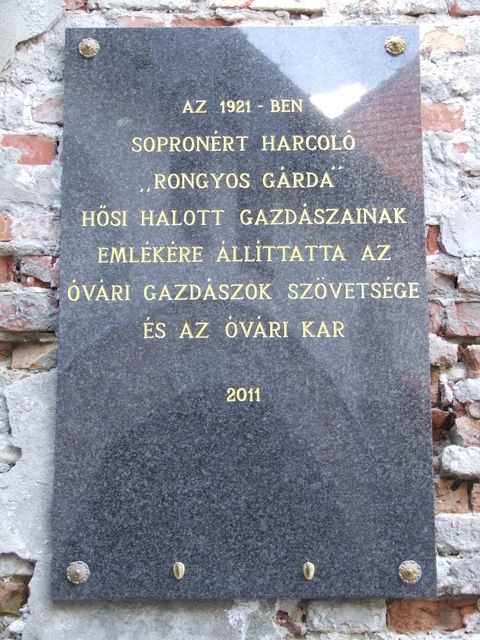 AZ 1921 - BEN
SOPRONÉRT HARCOLÓ
„RONGYOS GÁRDA”
HŐSI HALOTT GAZDÁSZAINAK
EMLÉKÉRE ÁLLÍTTATTA AZ
ÓVÁRI GAZDÁSZOK SZÖVETSÉGE
ÉS AZ ÓVÁRI KAR
2011